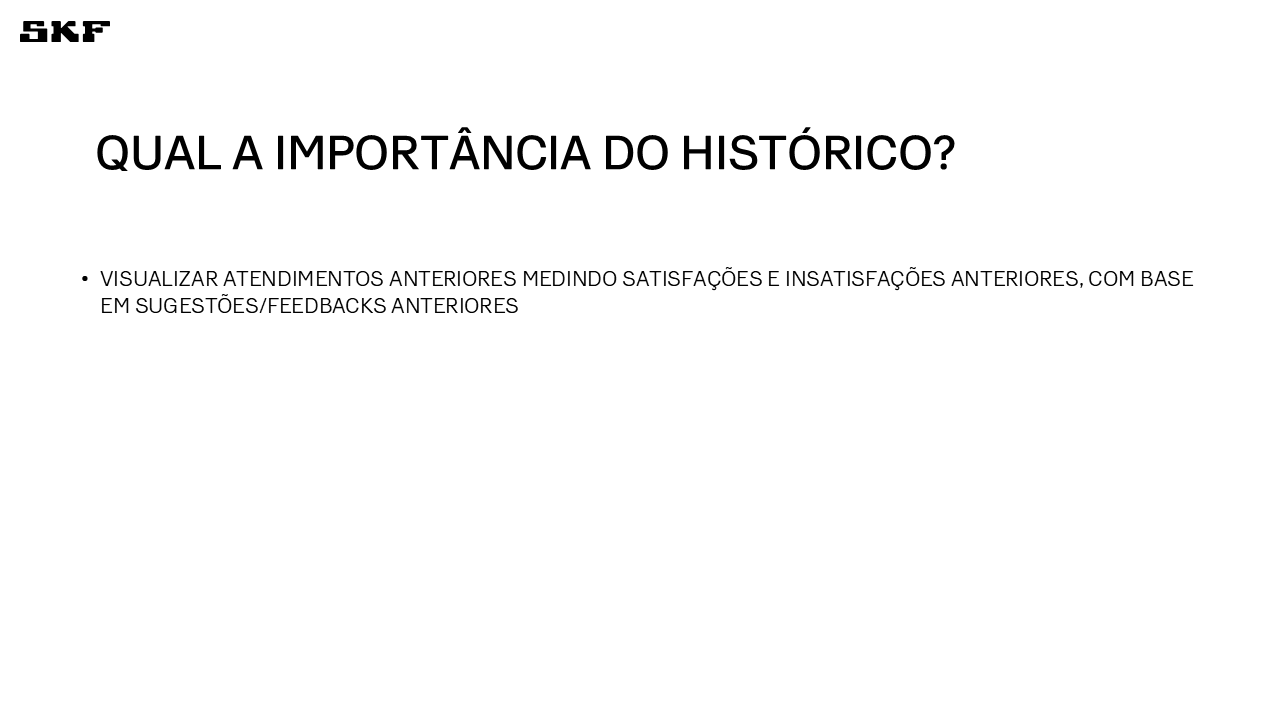 SKF
QUAL A IMPORTÂNCIA DO HISTÓRICO?
• VISUALIZAR ATENDIMENTOS ANTERIORES MEDINDO SATISFAÇÕES E INSATISFAÇÕES ANTERIORES, COM BASE
EM SUGESTÕES/FEEDBACKS ANTERIORES